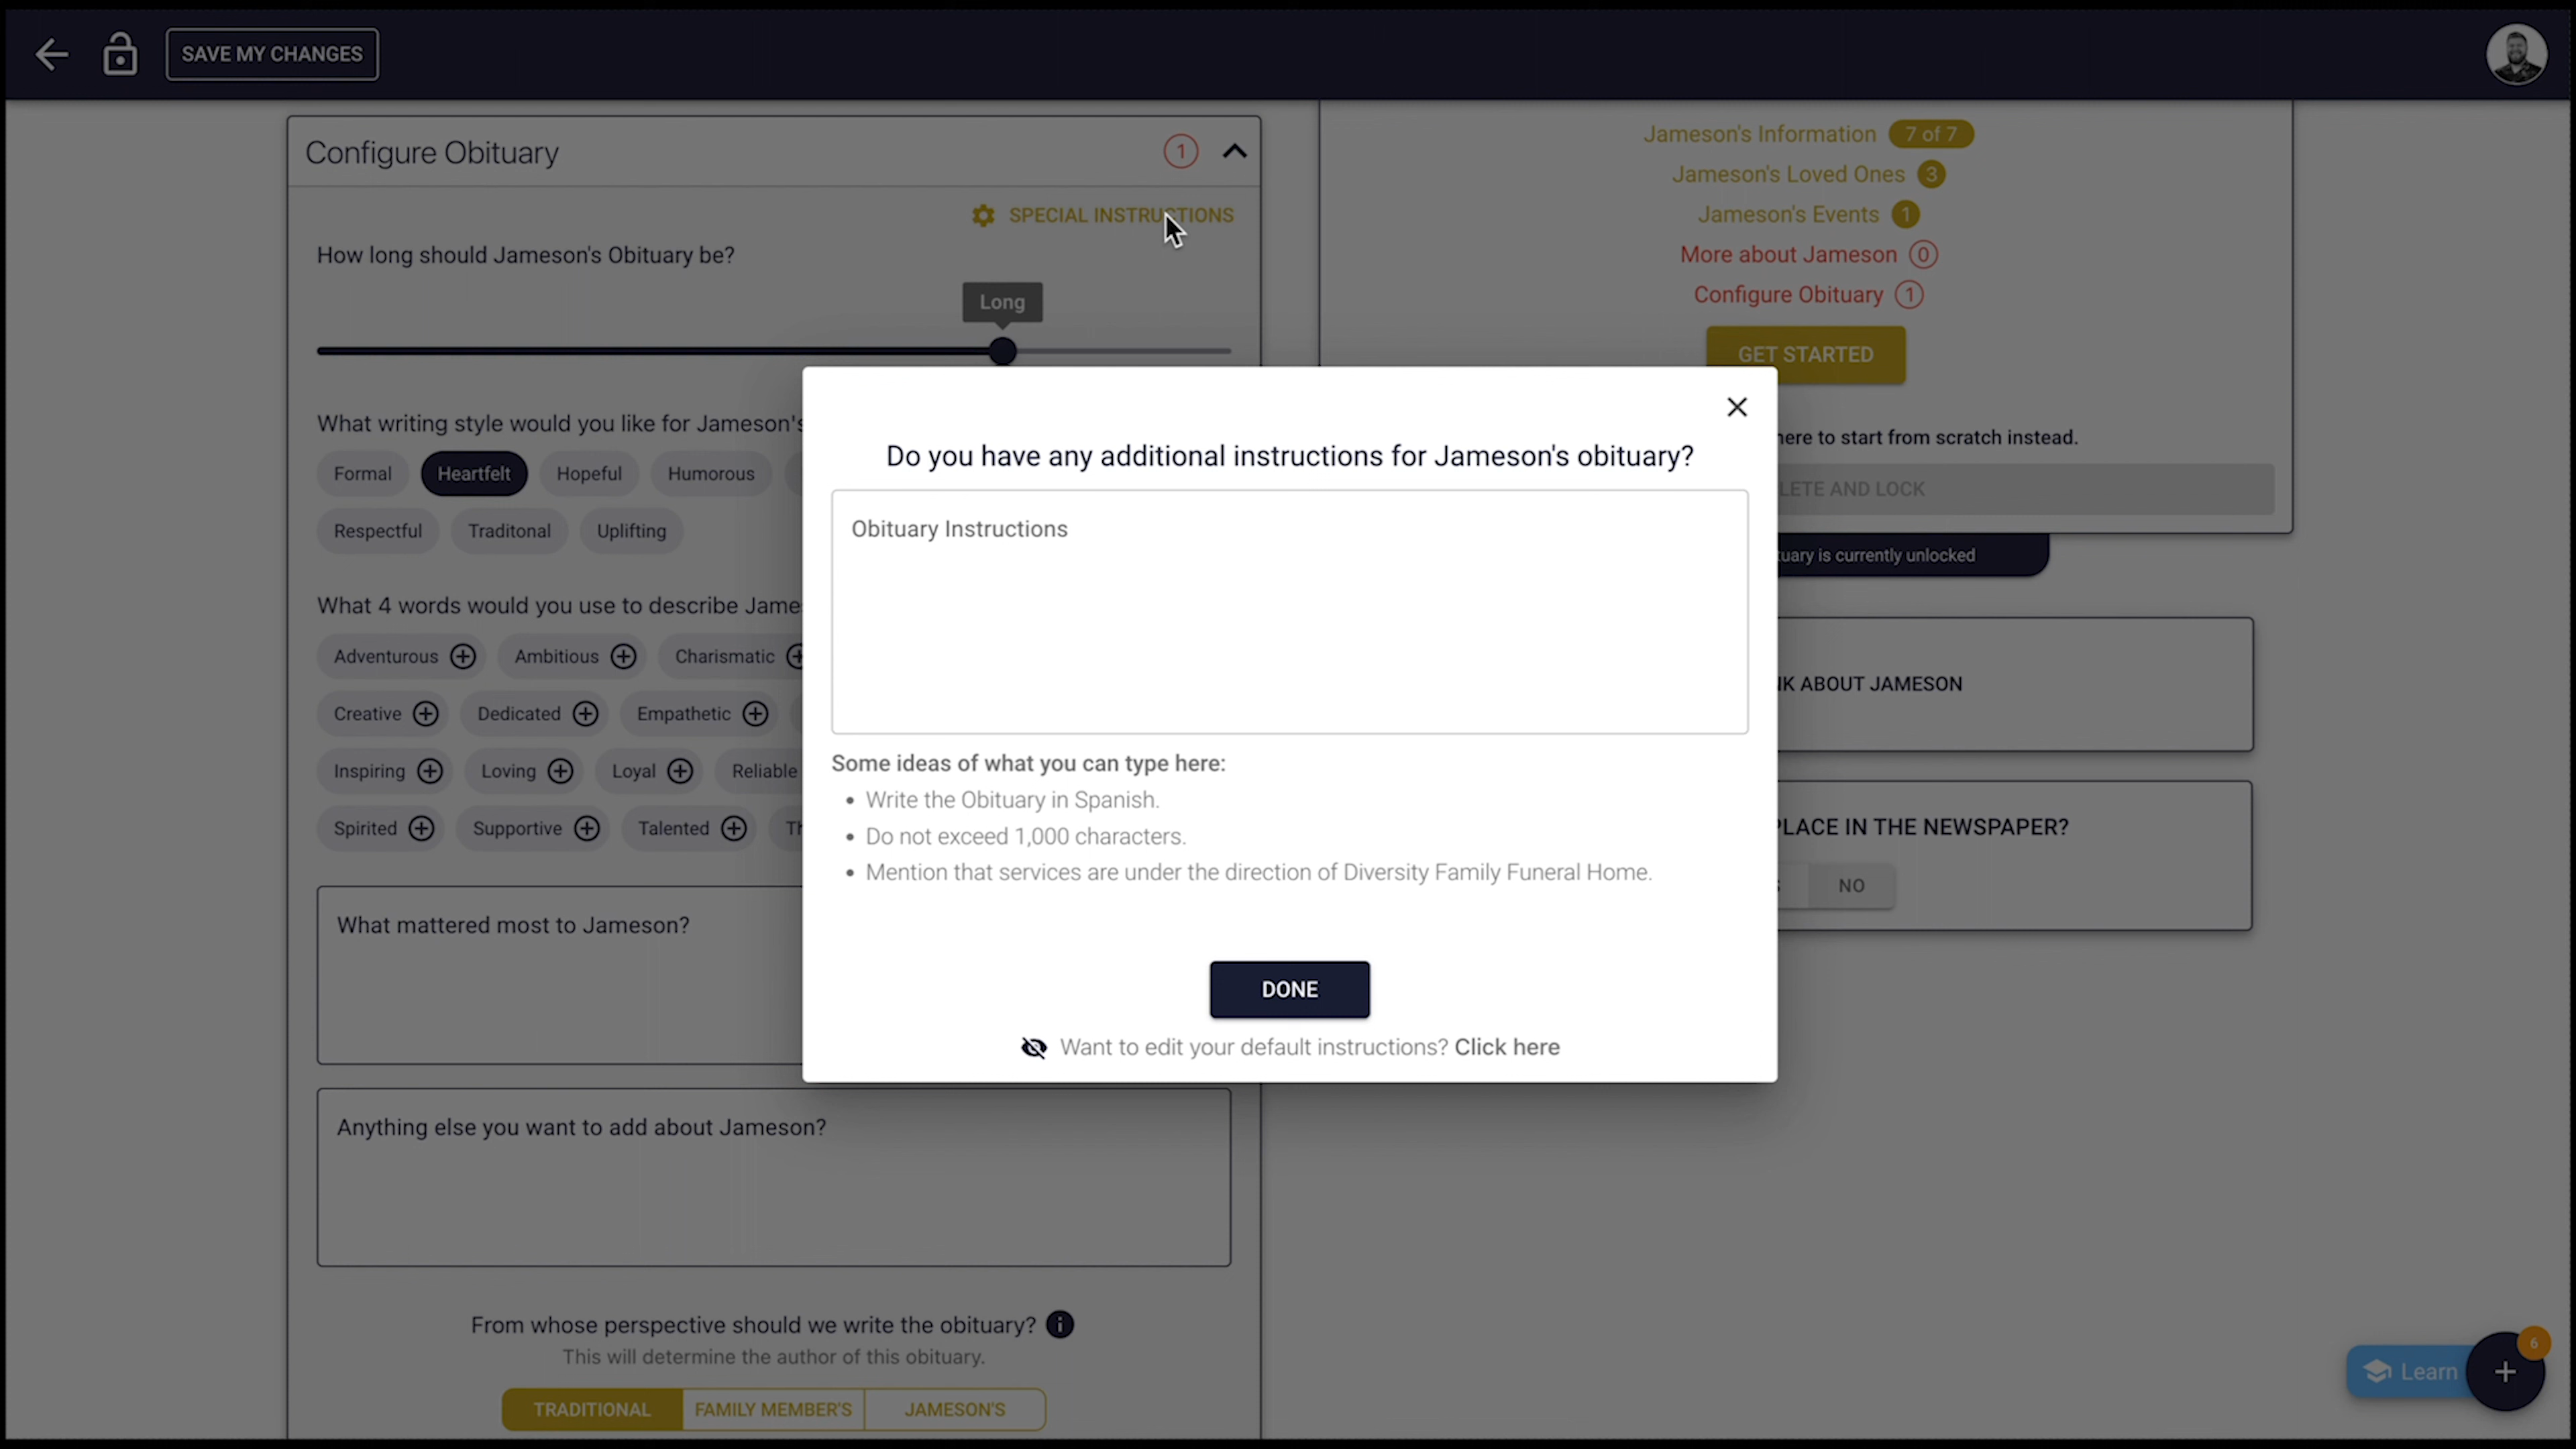 SAVE MY CHANGES
Configure Obituary 1
SPECIAL INSTRUCTIONS
How long should Jameson's Obituary be?
Long
What writing style would you like for Jameson's
Formal Heartfelt Hopeful Humorous
Respectful Traditonal Uplifting
What 4 words would you use to describe
Adventurous Ambitious Charismatic
Creative Dedicated Empathetic
Inspiring Loving Loyal Reliable
Spirited Supportive Talented
What mattered most to Jameson?
Anything else you want to add about Jameson?
From whose perspective should we write the obituary?
This will determine the author of this obituary.
TRADITIONAL FAMILY MEMBER'S JAMESON'S
Do you have any additional instructions for Jameson's obituary?
Obituary Instructions
Some ideas of what you can type here:
• Write the Obituary in Spanish.
• Do not exceed 1,000 characters.
• Mention that services are under the direction of Diversity Family Funeral Home.
DONE
Want to edit your default instructions? Click here
Jameson's Information 7 of 7
Jameson's Loved Ones 3
Jameson's Events 1
More about Jameson 0
Configure Obituary 1
GET STARTED
to start from scratch instead.
AND LOCK
is currently unlocked
ABOUT JAMESON
IN THE NEWSPAPER?
NO
Learn
6